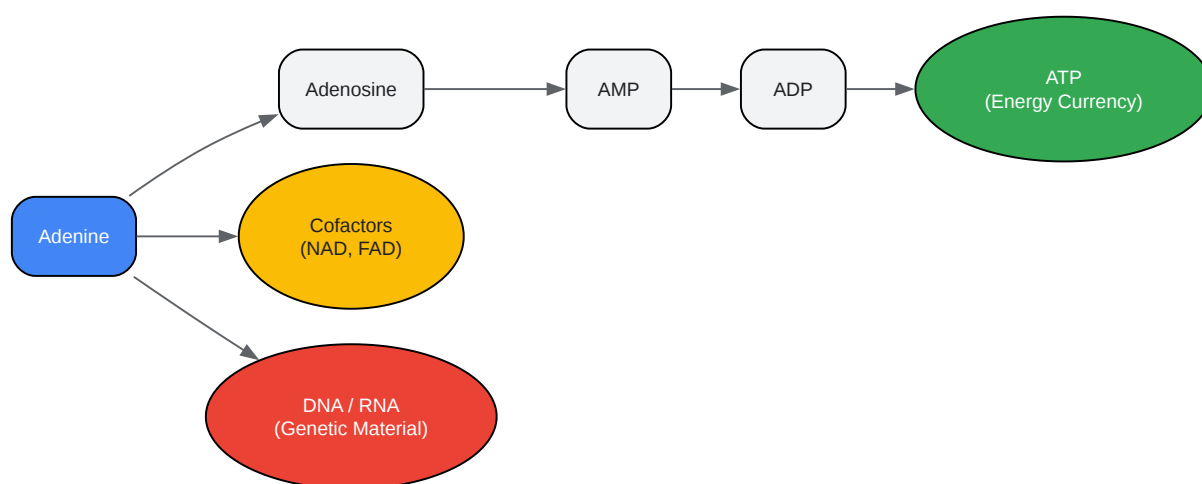 Adenosine
AMP
ADP
ATP
(Energy Currency)
Adenine
Cofactors
(NAD, FAD)
DNA / RNA
(Genetic Material)